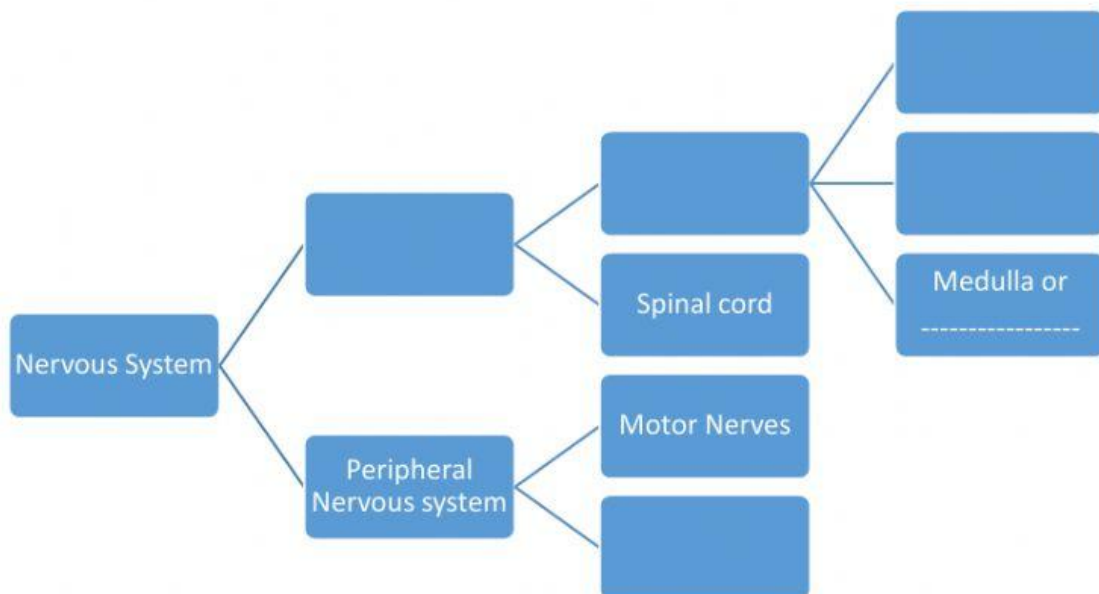 Nervous System
Peripheral
Nervous system
Spinal cord
Motor Nerves
Medulla or
-----------------